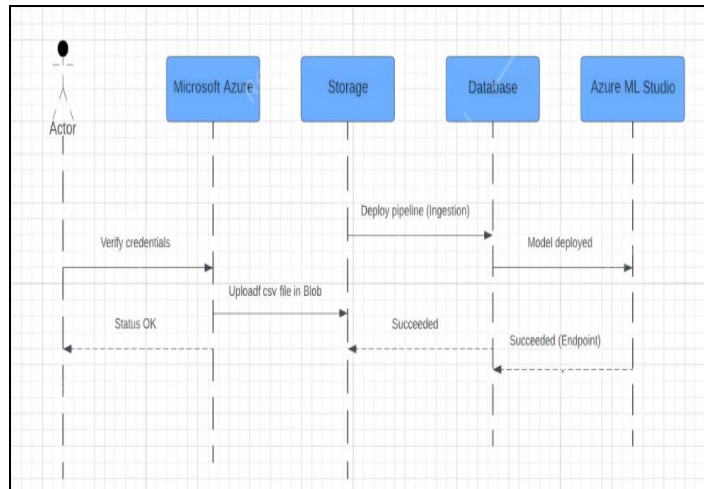 Microsoft Azure
Storage
Database
Azure ML Studio
Actor
Deploy pipeline (Ingestion)
Verify credentials
Model deployed
Uploadf csv file in Blob
Status OK
Succeeded
Succeeded (Endpoint)